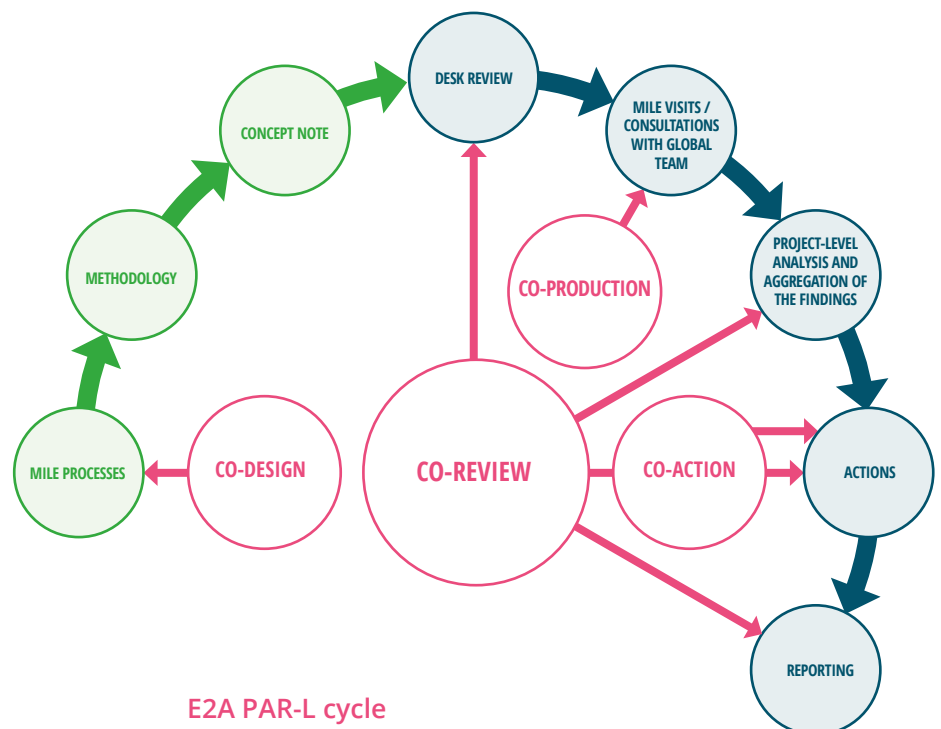 DESK REVIEW
CONCEPT NOTE
MILE VISITS /
CONSULTATIONS
WITH GLOBAL
TEAM
METHODOLOGY
CO-PRODUCTION
PROJECT-LEVEL
ANALYSIS AND
AGGREGATION OF
THE FINDINGS
MILE PROCESSES
CO-DESIGN
CO-REVIEW
CO-ACTION
ACTIONS
REPORTING
E2A PAR-L cycle